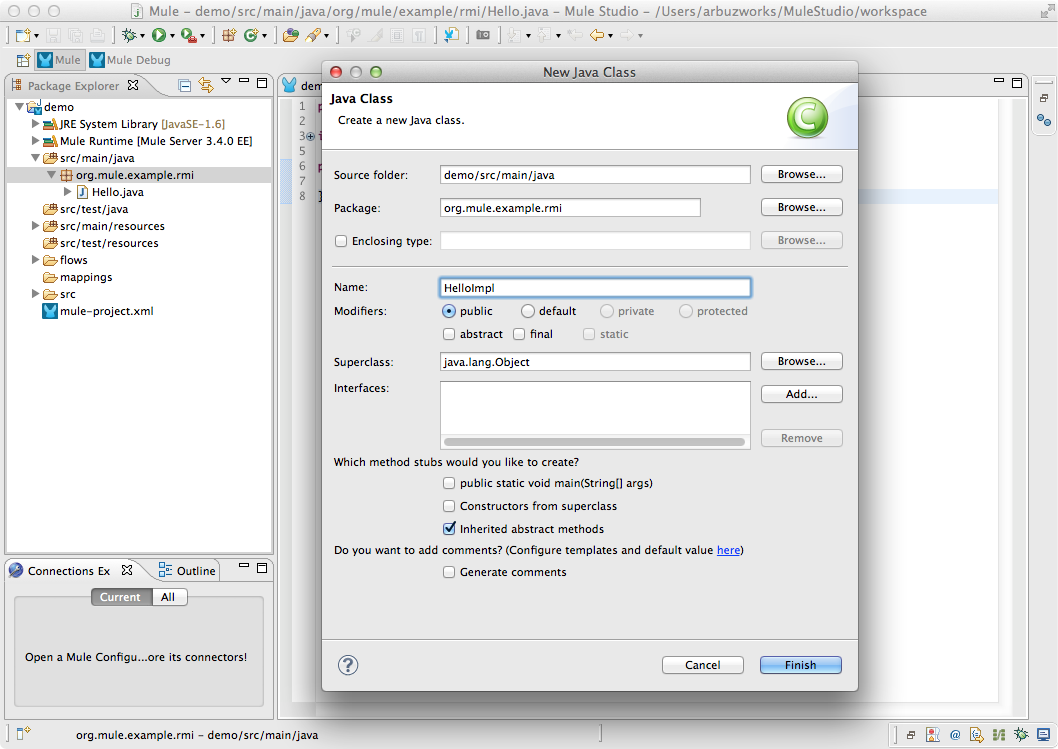 Mule – demo/src/main/java/org/mule/example/rmi/Hello.java – Mule Studio – /Users/arbuzworks/MuleStudio/workspace
Mule
Mule Debug
Package Explorer
demo
JRE System Library [JavaSE-1.6]
Mule Runtime [Mule Server 3.4.0 EE]
src/main/java
org.mule.example.rmi
Hello.java
src/test/java
src/main/resources
src/test/resources
flows
mappings
src
mule-project.xml
Connections Ex
Outline
Current
All
Open a Mule Configu...ore its connectors!
dem
1
2
3
5
6
7
8
New Java Class
Java Class
Create a new Java class.
Source folder:
demo/src/main/java
Browse...
Package:
org.mule.example.rmi
Browse...
Enclosing type:
Browse...
Name:
HelloImpl
Modifiers:
public
default
private
protected
abstract
final
static
Superclass:
java.lang.Object
Browse...
Interfaces:
Add...
Remove
Which method stubs would you like to create?
public static void main(String[] args)
Constructors from superclass
Inherited abstract methods
Do you want to add comments? (Configure templates and default value here)
Generate comments
?
Cancel
Finish
org.mule.example.rmi – demo/src/main/java